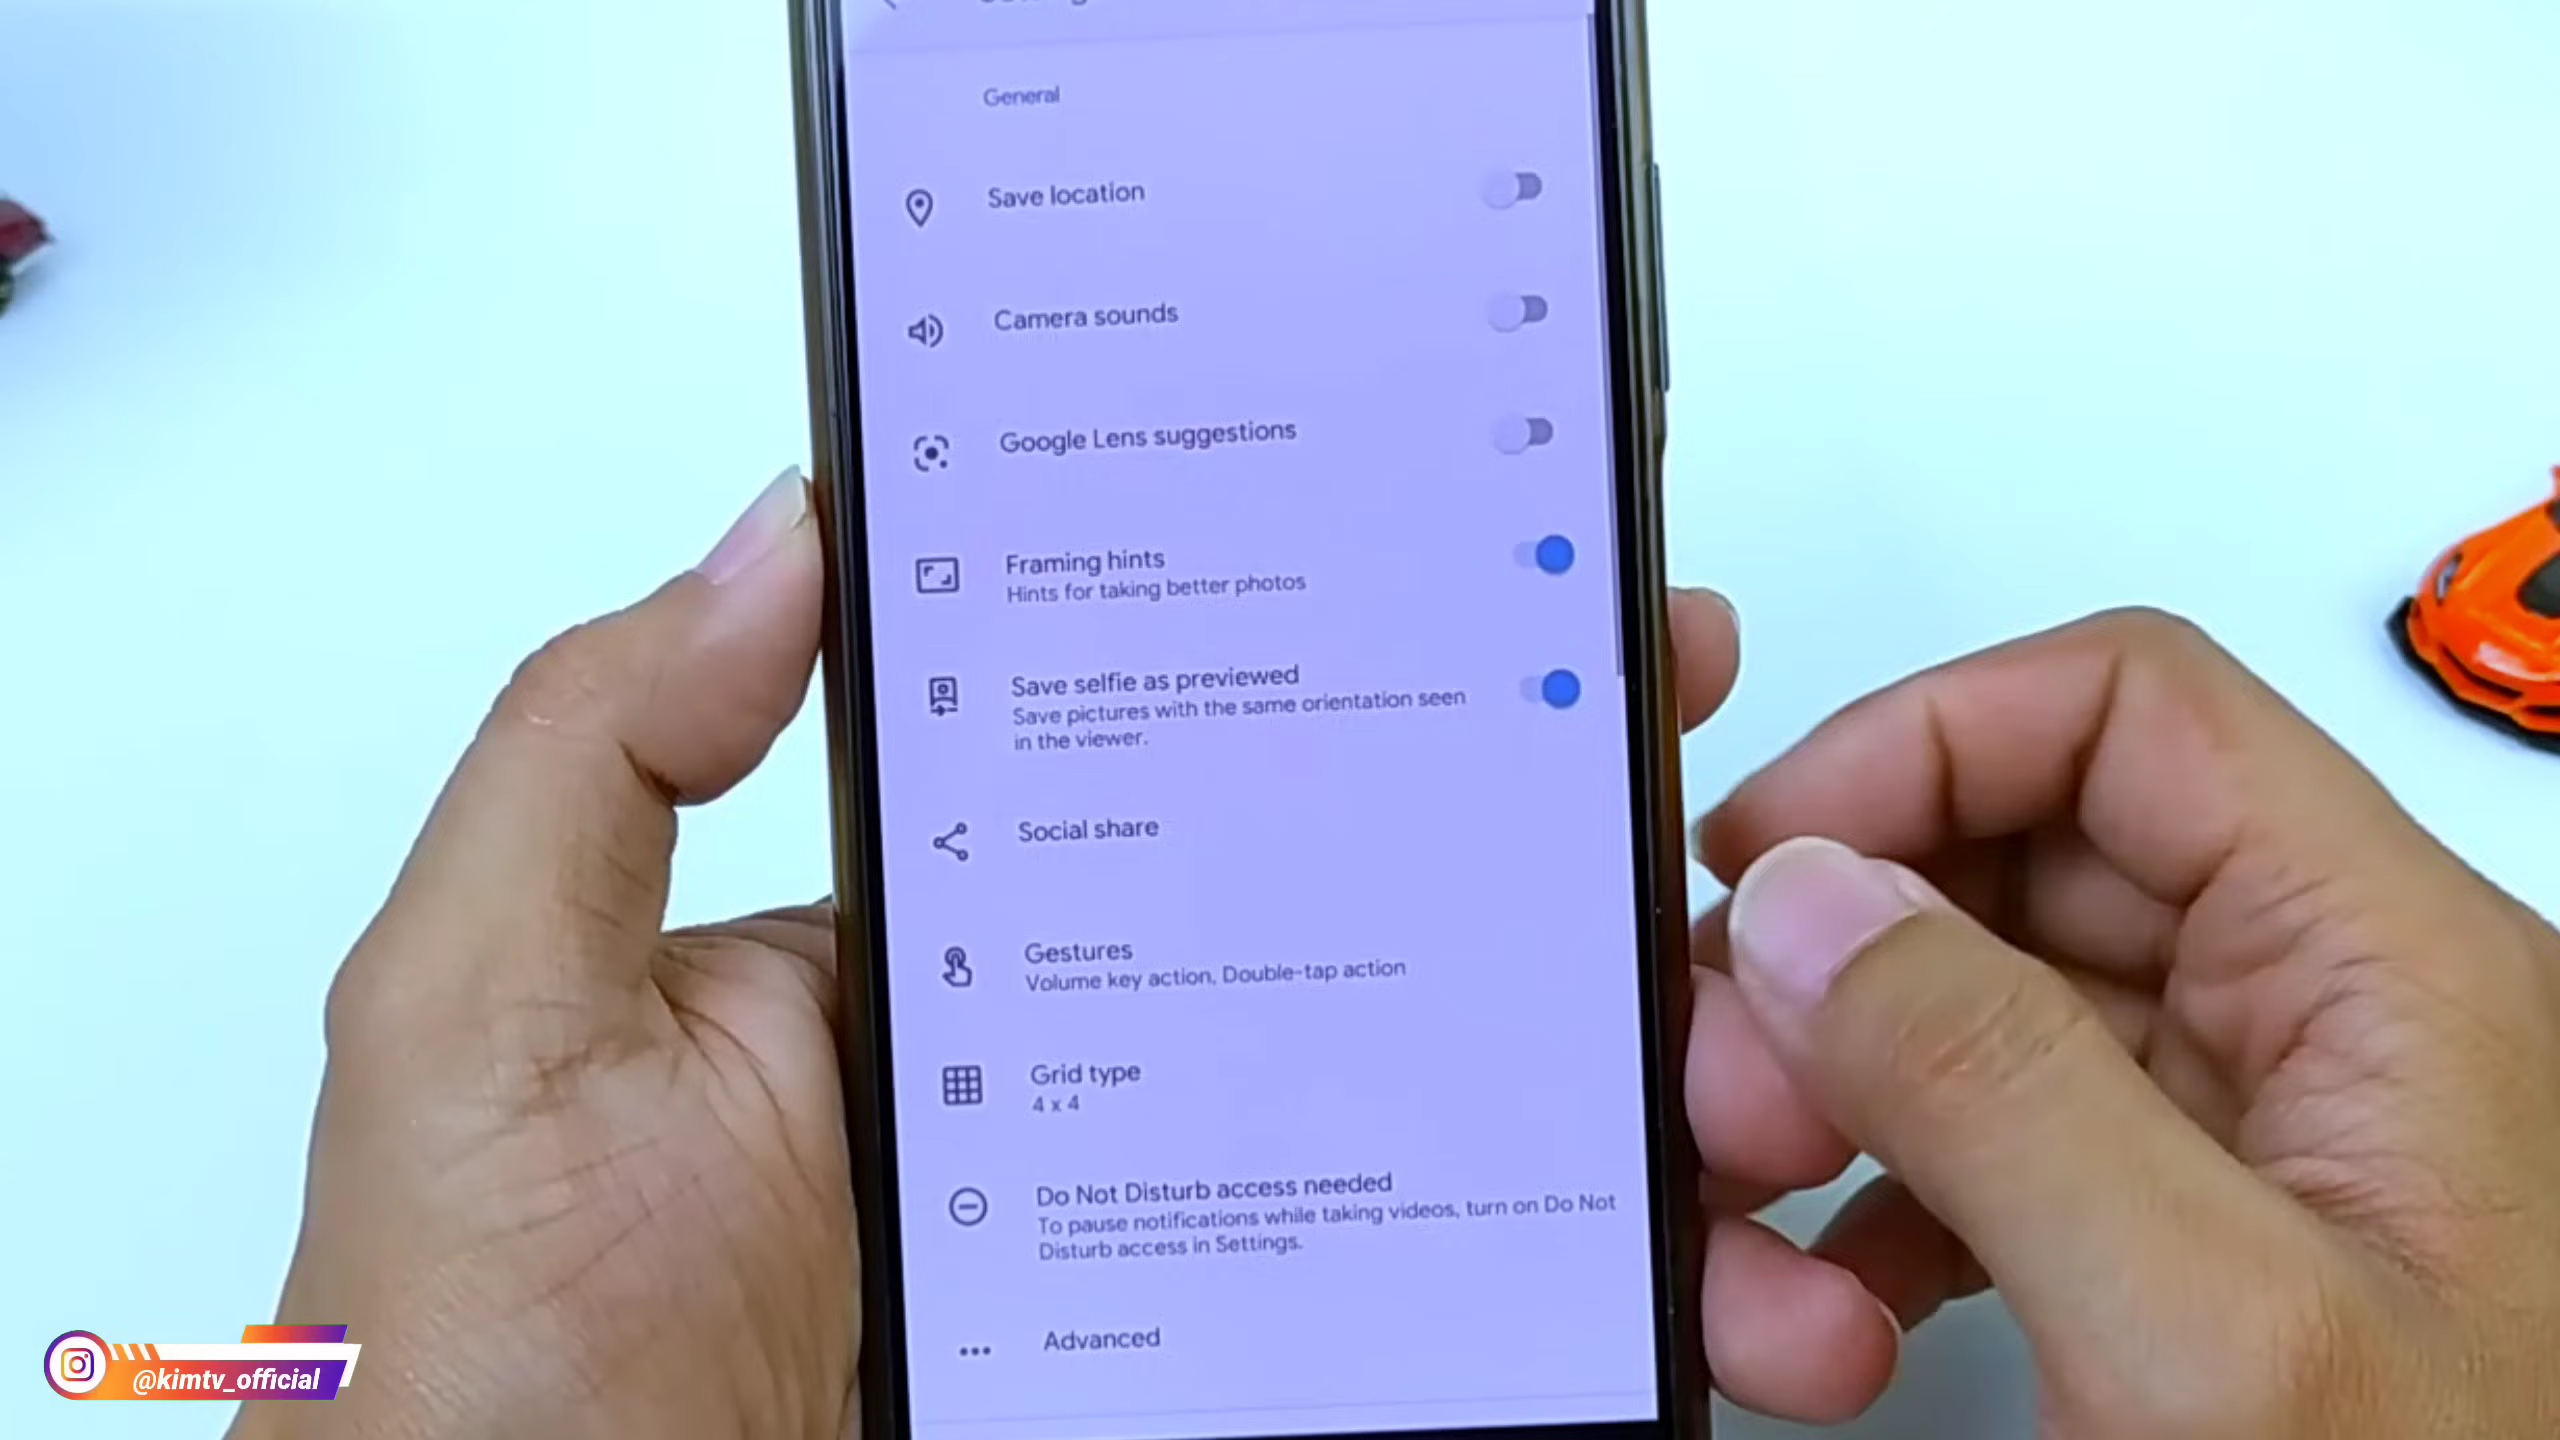 General
Save location
Camera sounds
Google Lens suggestions
Framing hints
Hints for taking better photos
Save selfie as previewed
Save pictures with the same orientation seen
in the viewer.
Social share
Gestures
Volume key action, Double-tap action
Grid type
4 x 4
Do Not Disturb access needed
To pause notifications while taking videos, turn on Do Not
Disturb access in Settings.
Advanced
@kimtv_official